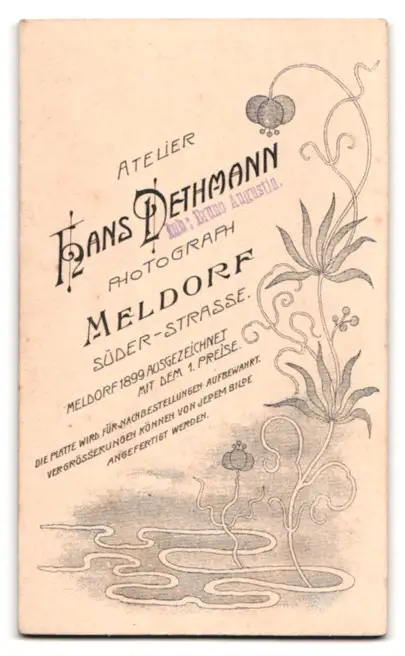 ATELIER
HANS DETHMANN
Inh: Bruno Augustin.
PHOTOGRAPH
MELDORF
SÜDER-STRASSE.
MELDORF 1899 AUSGEZEICHNET
MIT DEM 1. PREISE.
DIE PLATTE WIRD FÜR NACHBESTELLUNGEN AUFBEWAHRT.
VERGRÖSSERUNGEN KÖNNEN VON JEDEM BILDE
ANGEFERTIGT WERDEN.